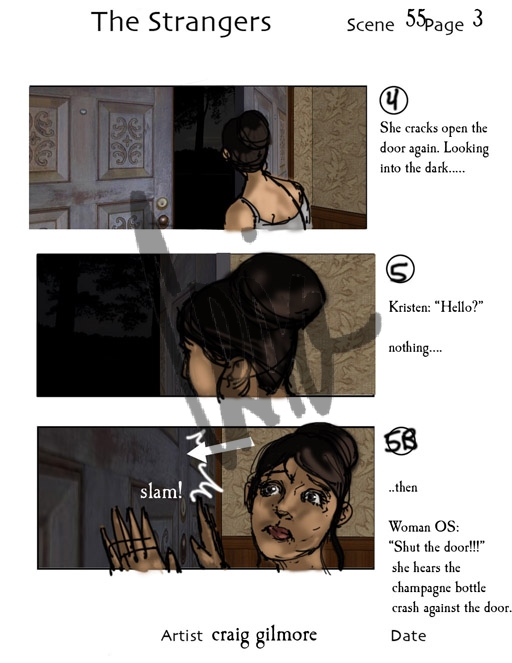 The Strangers
Scene 55 Page 3
4
She cracks open the
door again. Looking
into the dark.....
5
Kristen: "Hello?"
nothing....
5B
slam!
..then
Woman OS:
"Shut the door!!!"
she hears the
champagne bottle
crash against the door.
Artist craig gilmore Date